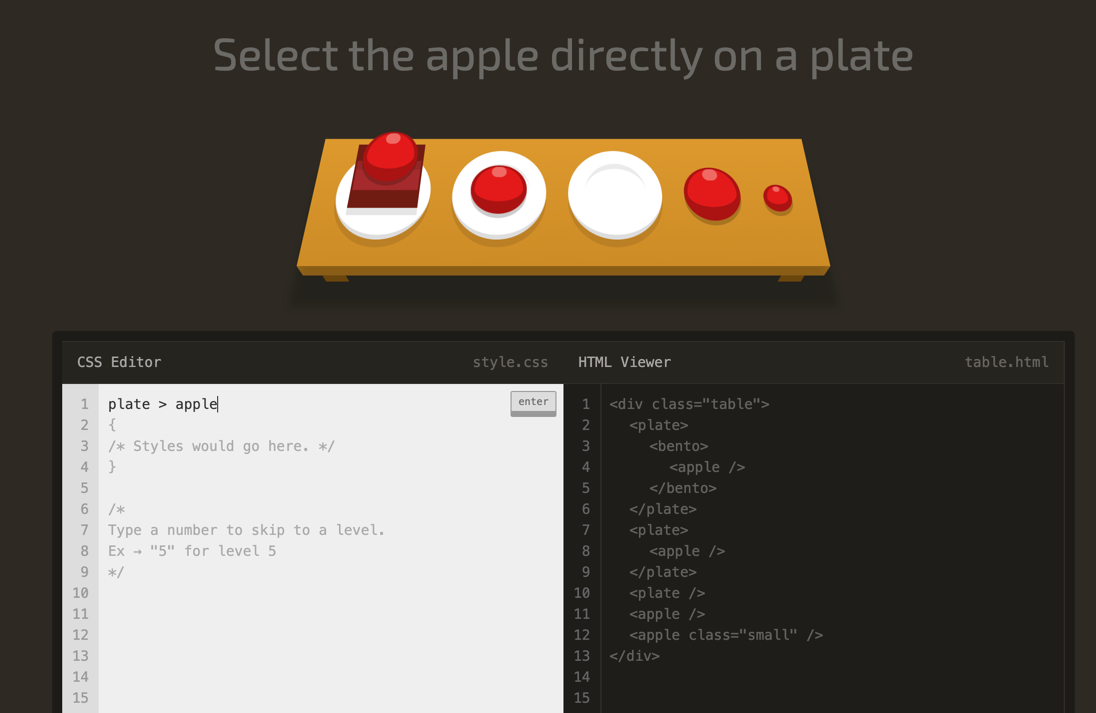 Select the apple directly on a plate
CSS Editor style.css
HTML Viewer table.html
enter
1 plate > apple
2 {
3 /* Styles would go here. */
4 }
5
6 /*
7 Type a number to skip to a level.
8 Ex → "5" for level 5
9 */
10
11
12
13
14
15
1 <div class="table">
2 <plate>
3 <bento>
4 <apple />
5 </bento>
6 </plate>
7 <plate>
8 <apple />
9 </plate>
10 <plate />
11 <apple />
12 <apple class="small" />
13 </div>
14
15